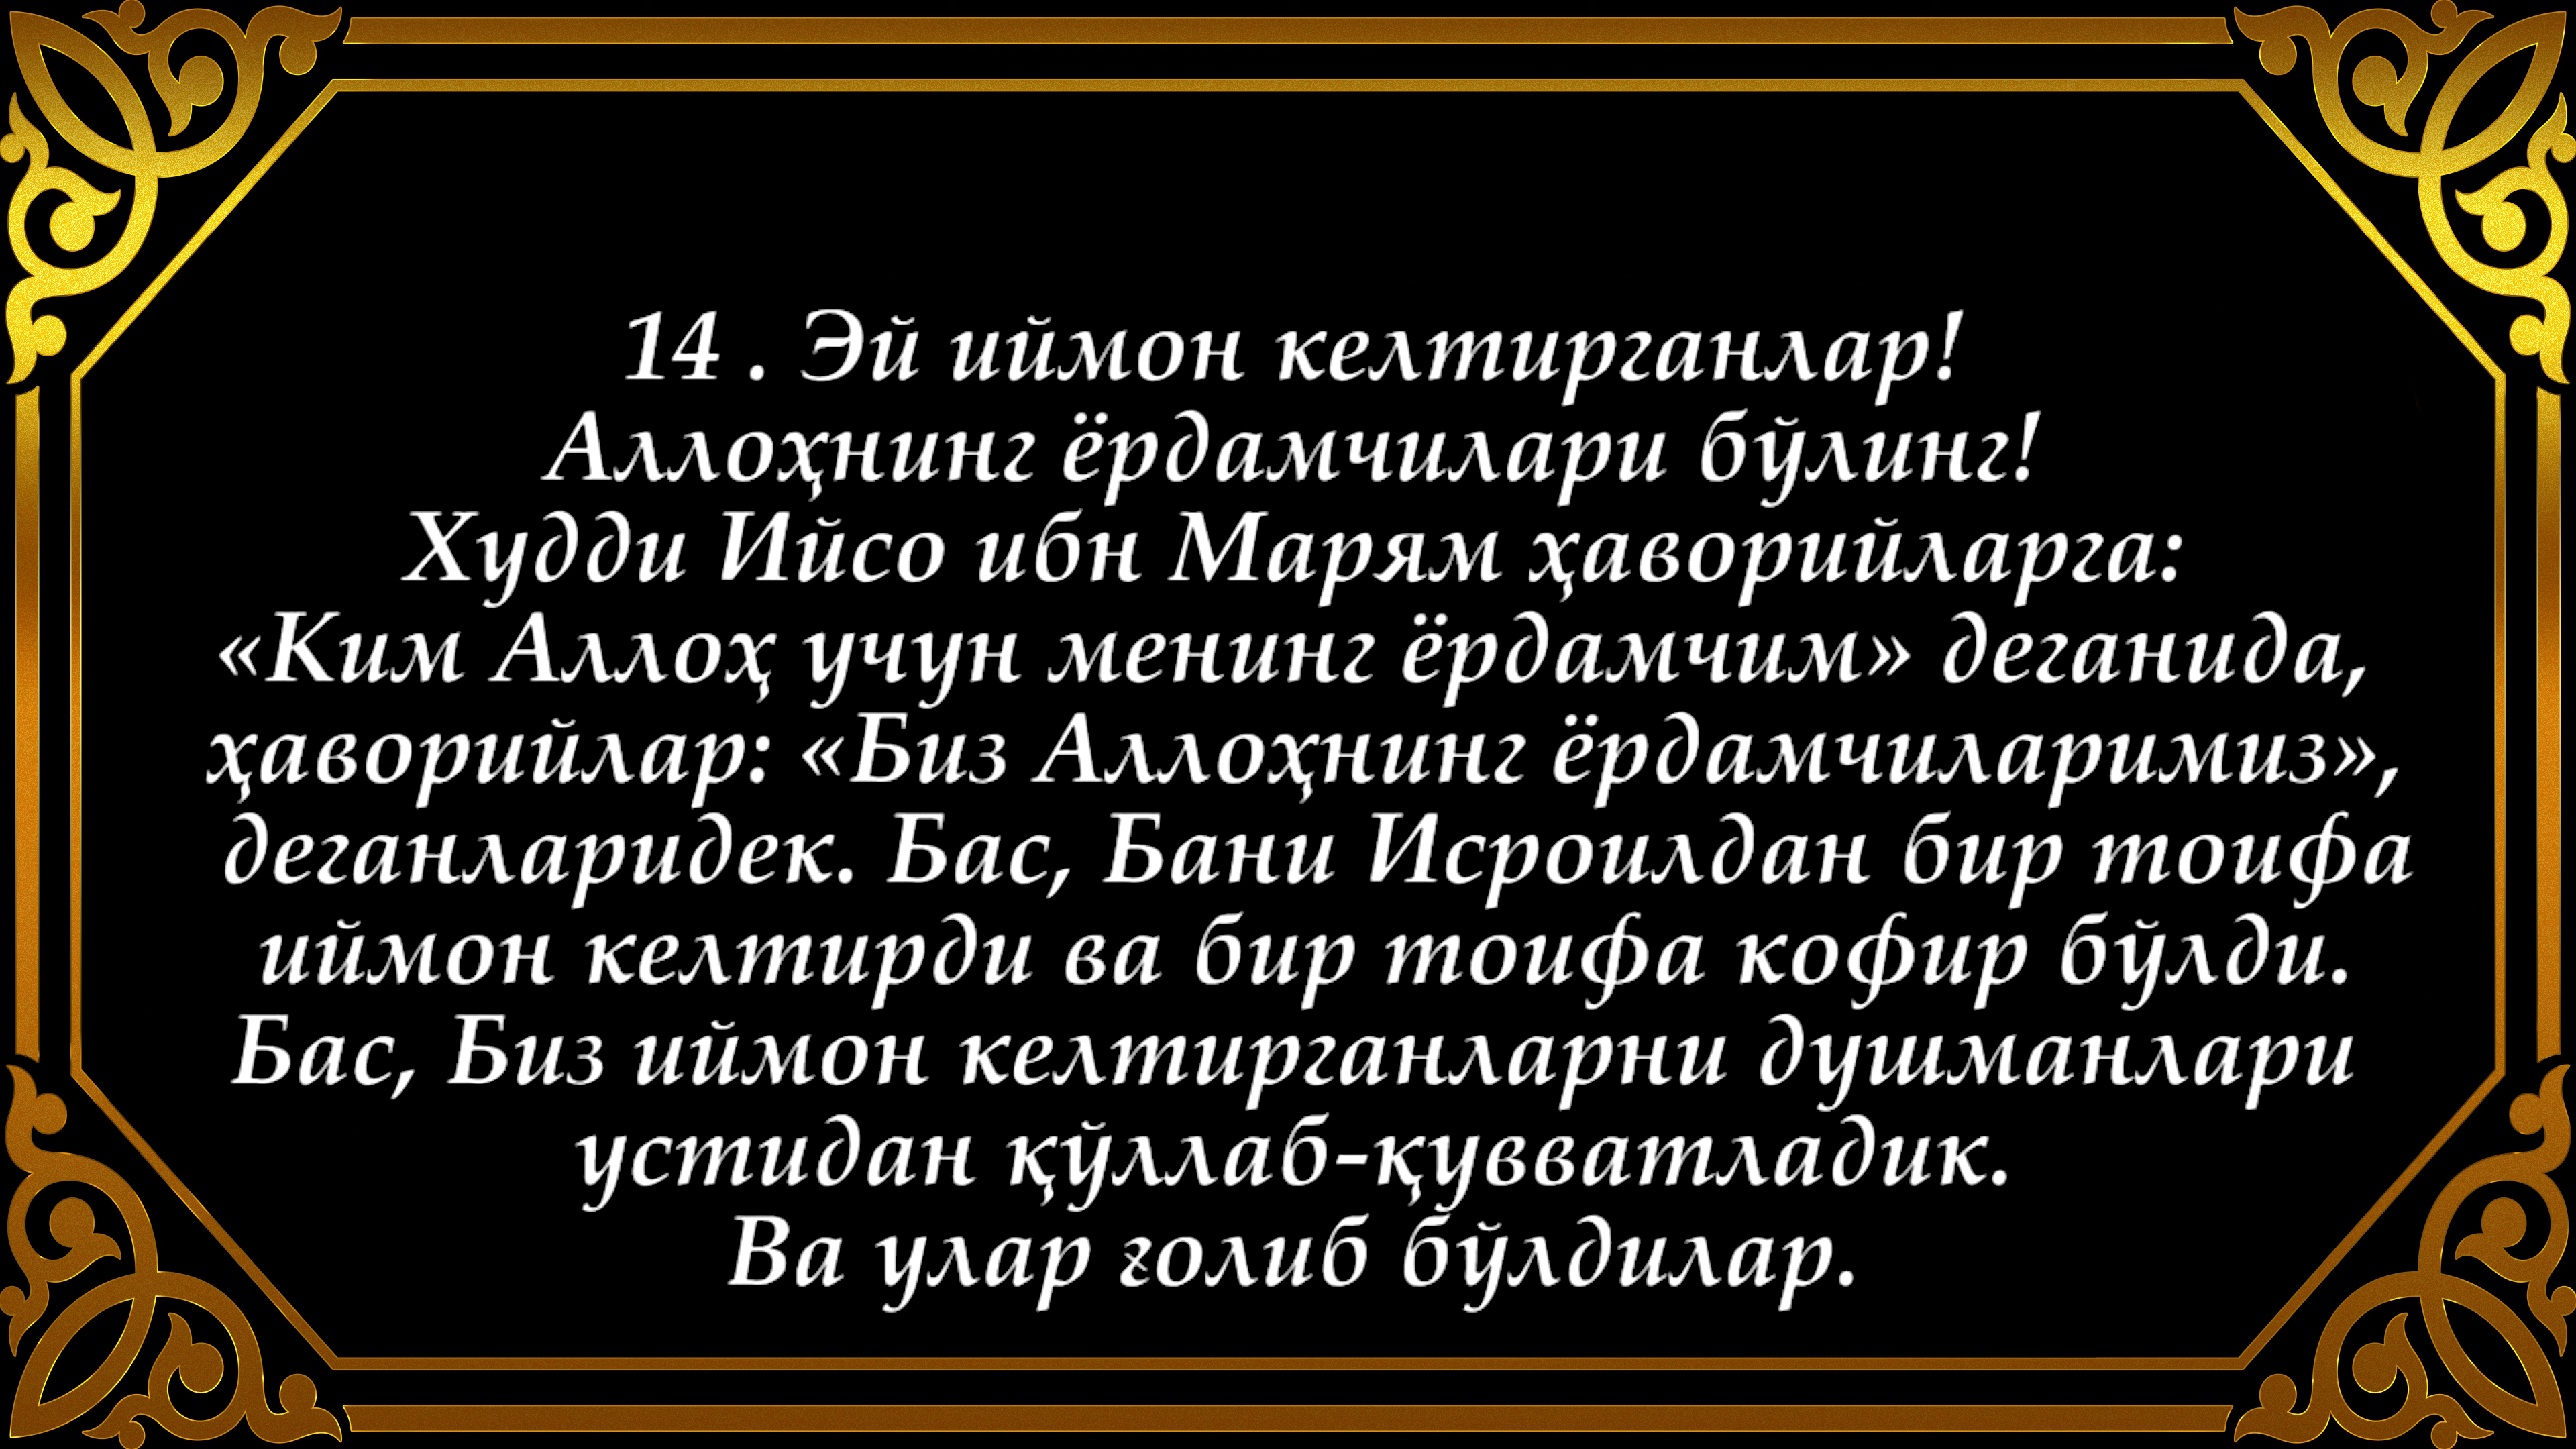 14 . Эй иймон келтирганлар!
Аллоҳнинг ёрдамчилари бўлинг!
Худди Ийсо ибн Марям ҳаворийларга:
«Ким Аллоҳ учун менинг ёрдамчим» деганида,
ҳаворийлар: «Биз Аллоҳнинг ёрдамчиларимиз»,
деганларидек. Бас, Бани Исроилдан бир тоифа
иймон келтирди ва бир тоифа кофир бўлди.
Бас, Биз иймон келтирганларни душманлари
устидан қўллаб-қувватладик.
Ва улар ғолиб бўлдилар.